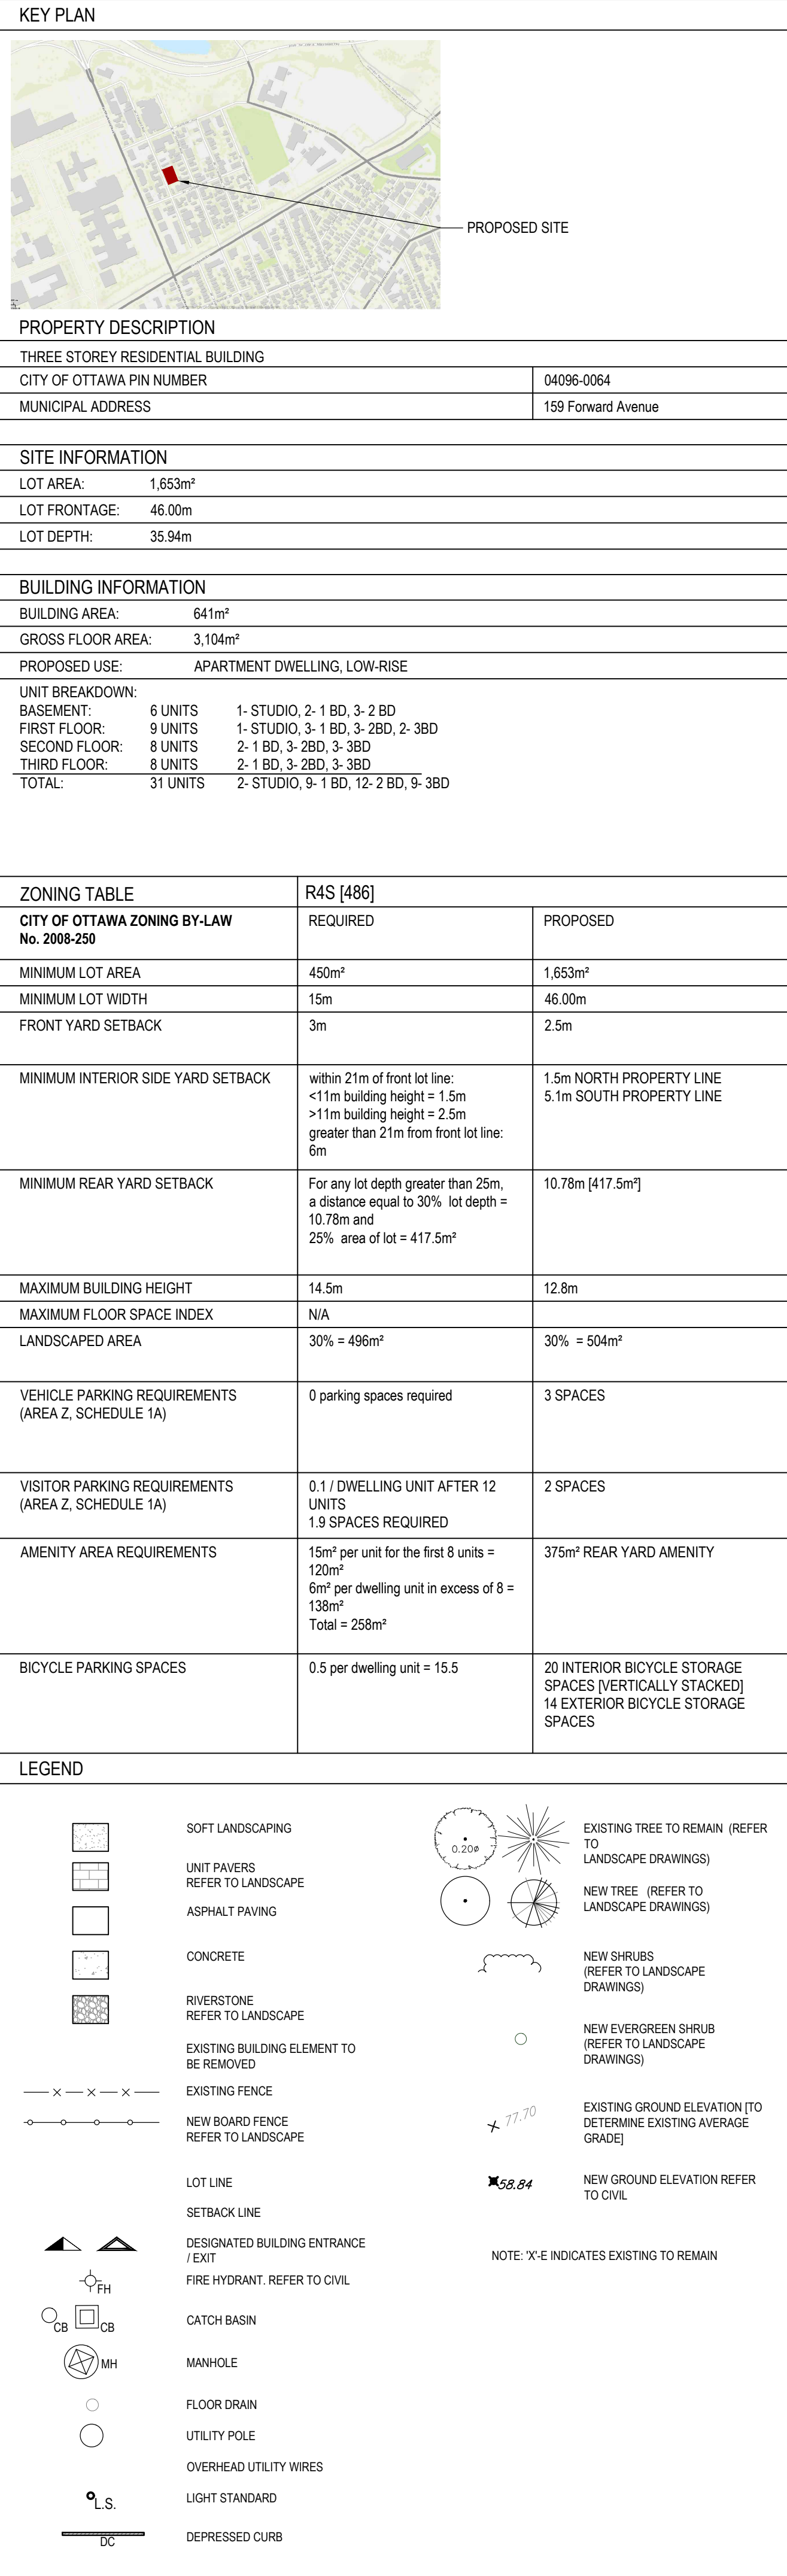 KEY PLAN
PROPOSED SITE
PROPERTY DESCRIPTION
THREE STOREY RESIDENTIAL BUILDING
CITY OF OTTAWA PIN NUMBER 04096-0064
MUNICIPAL ADDRESS 159 Forward Avenue
SITE INFORMATION
LOT AREA: 1,653m²
LOT FRONTAGE: 46.00m
LOT DEPTH: 35.94m
BUILDING INFORMATION
BUILDING AREA: 641m²
GROSS FLOOR AREA: 3,104m²
PROPOSED USE: APARTMENT DWELLING, LOW-RISE
UNIT BREAKDOWN:
BASEMENT: 6 UNITS 1- STUDIO, 2- 1 BD, 3- 2 BD
FIRST FLOOR: 9 UNITS 1- STUDIO, 3- 1 BD, 3- 2BD, 2- 3BD
SECOND FLOOR: 8 UNITS 2- 1 BD, 3- 2BD, 3- 3BD
THIRD FLOOR: 8 UNITS 2- 1 BD, 3- 2BD, 3- 3BD
TOTAL: 31 UNITS 2- STUDIO, 9- 1 BD, 12- 2 BD, 9- 3BD
ZONING TABLE R4S [486]
CITY OF OTTAWA ZONING BY-LAW
No. 2008-250
REQUIRED
PROPOSED
MINIMUM LOT AREA 450m² 1,653m²
MINIMUM LOT WIDTH 15m 46.00m
FRONT YARD SETBACK 3m 2.5m
MINIMUM INTERIOR SIDE YARD SETBACK
within 21m of front lot line:
<11m building height = 1.5m
>11m building height = 2.5m
greater than 21m from front lot line:
6m
1.5m NORTH PROPERTY LINE
5.1m SOUTH PROPERTY LINE
MINIMUM REAR YARD SETBACK
For any lot depth greater than 25m,
a distance equal to 30% lot depth =
10.78m and
25% area of lot = 417.5m²
10.78m [417.5m²]
MAXIMUM BUILDING HEIGHT 14.5m 12.8m
MAXIMUM FLOOR SPACE INDEX N/A
LANDSCAPED AREA 30% = 496m² 30% = 504m²
VEHICLE PARKING REQUIREMENTS
(AREA Z, SCHEDULE 1A)
0 parking spaces required
3 SPACES
VISITOR PARKING REQUIREMENTS
(AREA Z, SCHEDULE 1A)
0.1 / DWELLING UNIT AFTER 12
UNITS
1.9 SPACES REQUIRED
2 SPACES
AMENITY AREA REQUIREMENTS
15m² per unit for the first 8 units =
120m²
6m² per dwelling unit in excess of 8 =
138m²
Total = 258m²
375m² REAR YARD AMENITY
BICYCLE PARKING SPACES
0.5 per dwelling unit = 15.5
20 INTERIOR BICYCLE STORAGE
SPACES [VERTICALLY STACKED]
14 EXTERIOR BICYCLE STORAGE
SPACES
LEGEND
SOFT LANDSCAPING
UNIT PAVERS
REFER TO LANDSCAPE
ASPHALT PAVING
CONCRETE
RIVERSTONE
REFER TO LANDSCAPE
EXISTING BUILDING ELEMENT TO
BE REMOVED
EXISTING FENCE
NEW BOARD FENCE
REFER TO LANDSCAPE
LOT LINE
SETBACK LINE
DESIGNATED BUILDING ENTRANCE
/ EXIT
FH
FIRE HYDRANT. REFER TO CIVIL
CB CB
CATCH BASIN
MH
MANHOLE
FLOOR DRAIN
UTILITY POLE
OVERHEAD UTILITY WIRES
L.S.
LIGHT STANDARD
DC
DEPRESSED CURB
0.20ø
EXISTING TREE TO REMAIN (REFER
TO
LANDSCAPE DRAWINGS)
NEW TREE (REFER TO
LANDSCAPE DRAWINGS)
NEW SHRUBS
(REFER TO LANDSCAPE
DRAWINGS)
NEW EVERGREEN SHRUB
(REFER TO LANDSCAPE
DRAWINGS)
77.70
EXISTING GROUND ELEVATION [TO
DETERMINE EXISTING AVERAGE
GRADE]
58.84
NEW GROUND ELEVATION REFER
TO CIVIL
NOTE: 'X'-E INDICATES EXISTING TO REMAIN